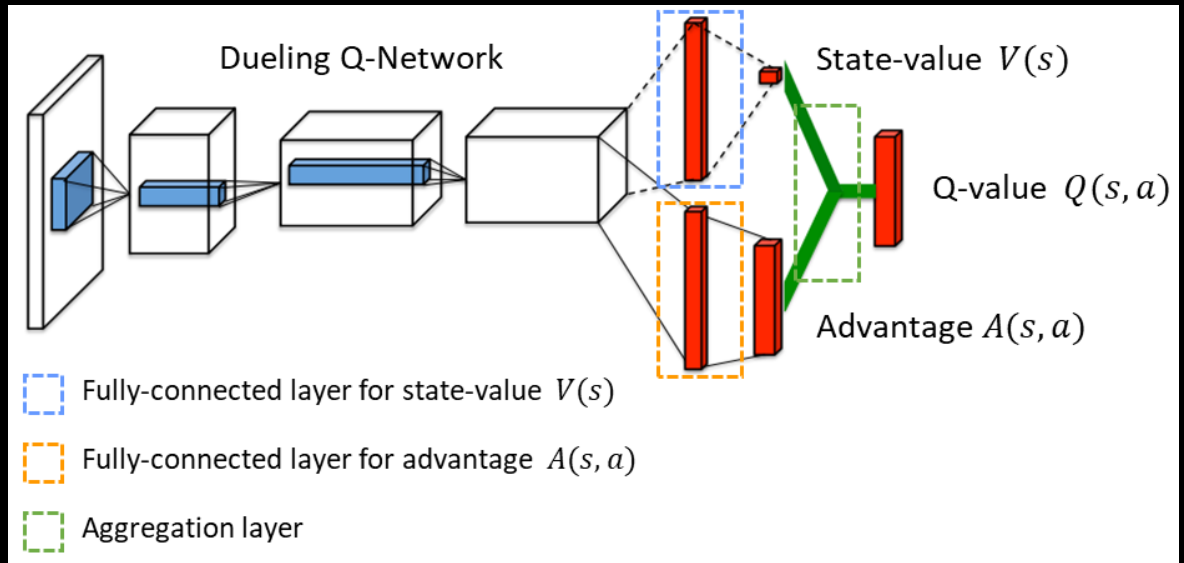 Dueling Q-Network
State-value V(s)
Q-value Q(s, a)
Advantage A(s, a)
Fully-connected layer for state-value V(s)
Fully-connected layer for advantage A(s, a)
Aggregation layer